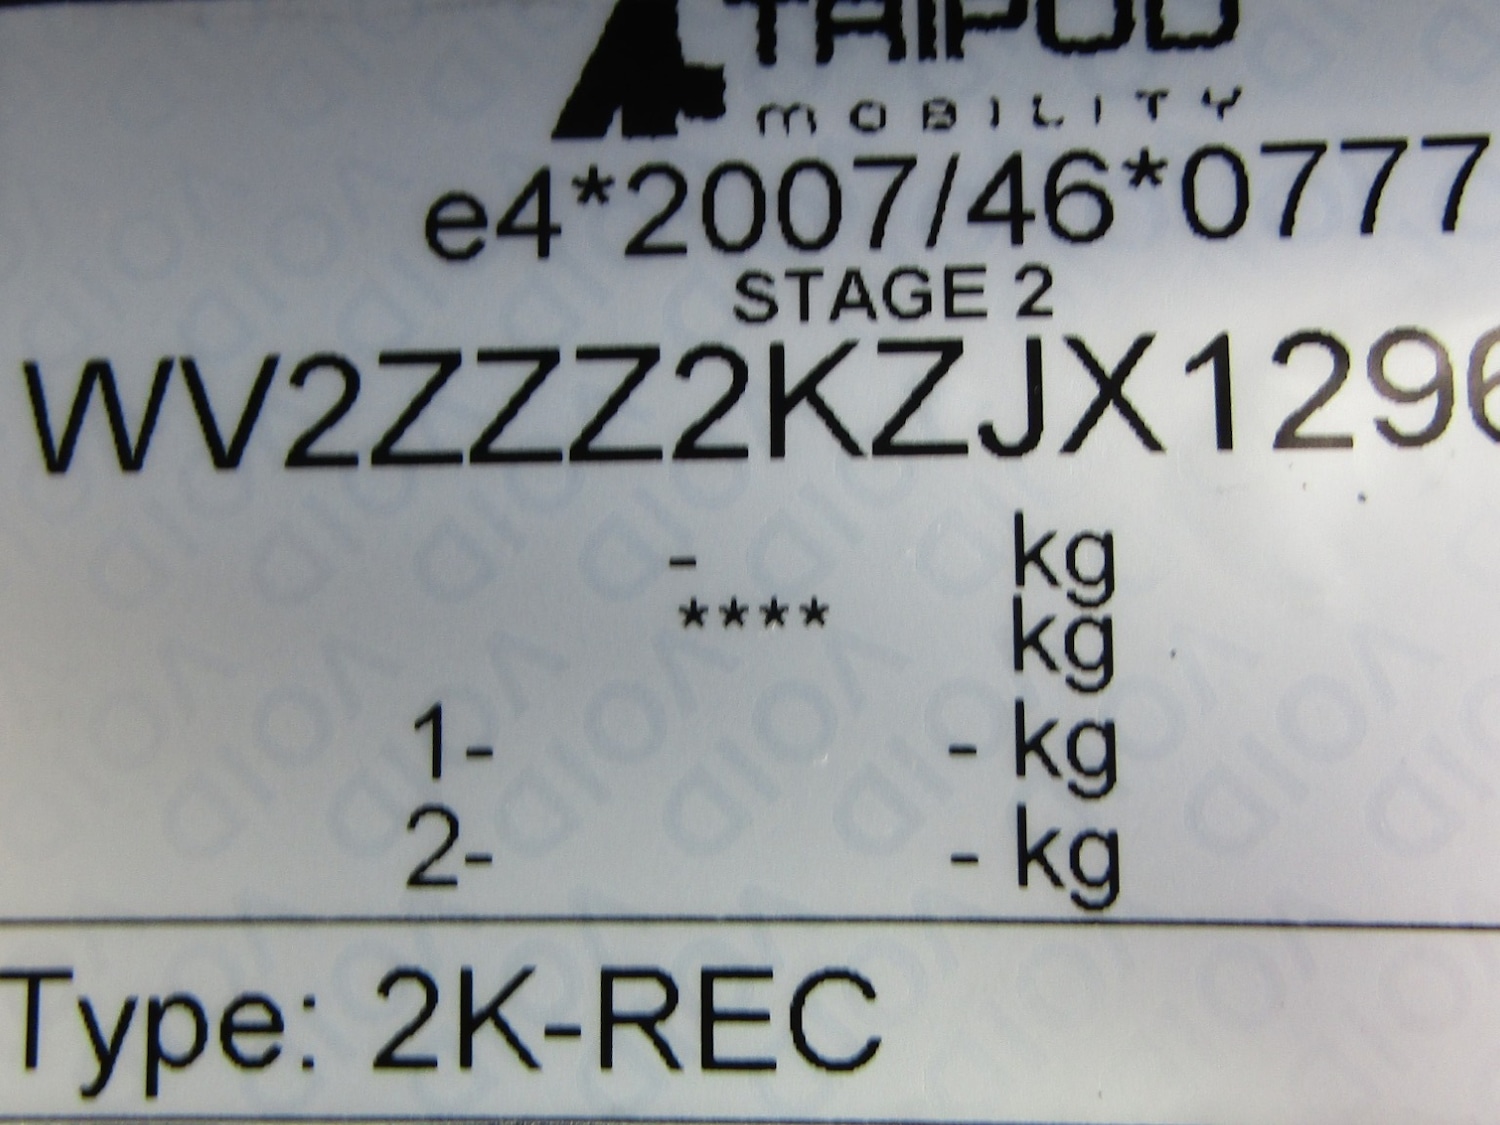 TRIPOD
MOBILITY
e4*2007/46*0777
STAGE 2
WV2ZZZ2KZJX1296
- kg
**** kg
1- - kg
2- - kg
Type: 2K-REC